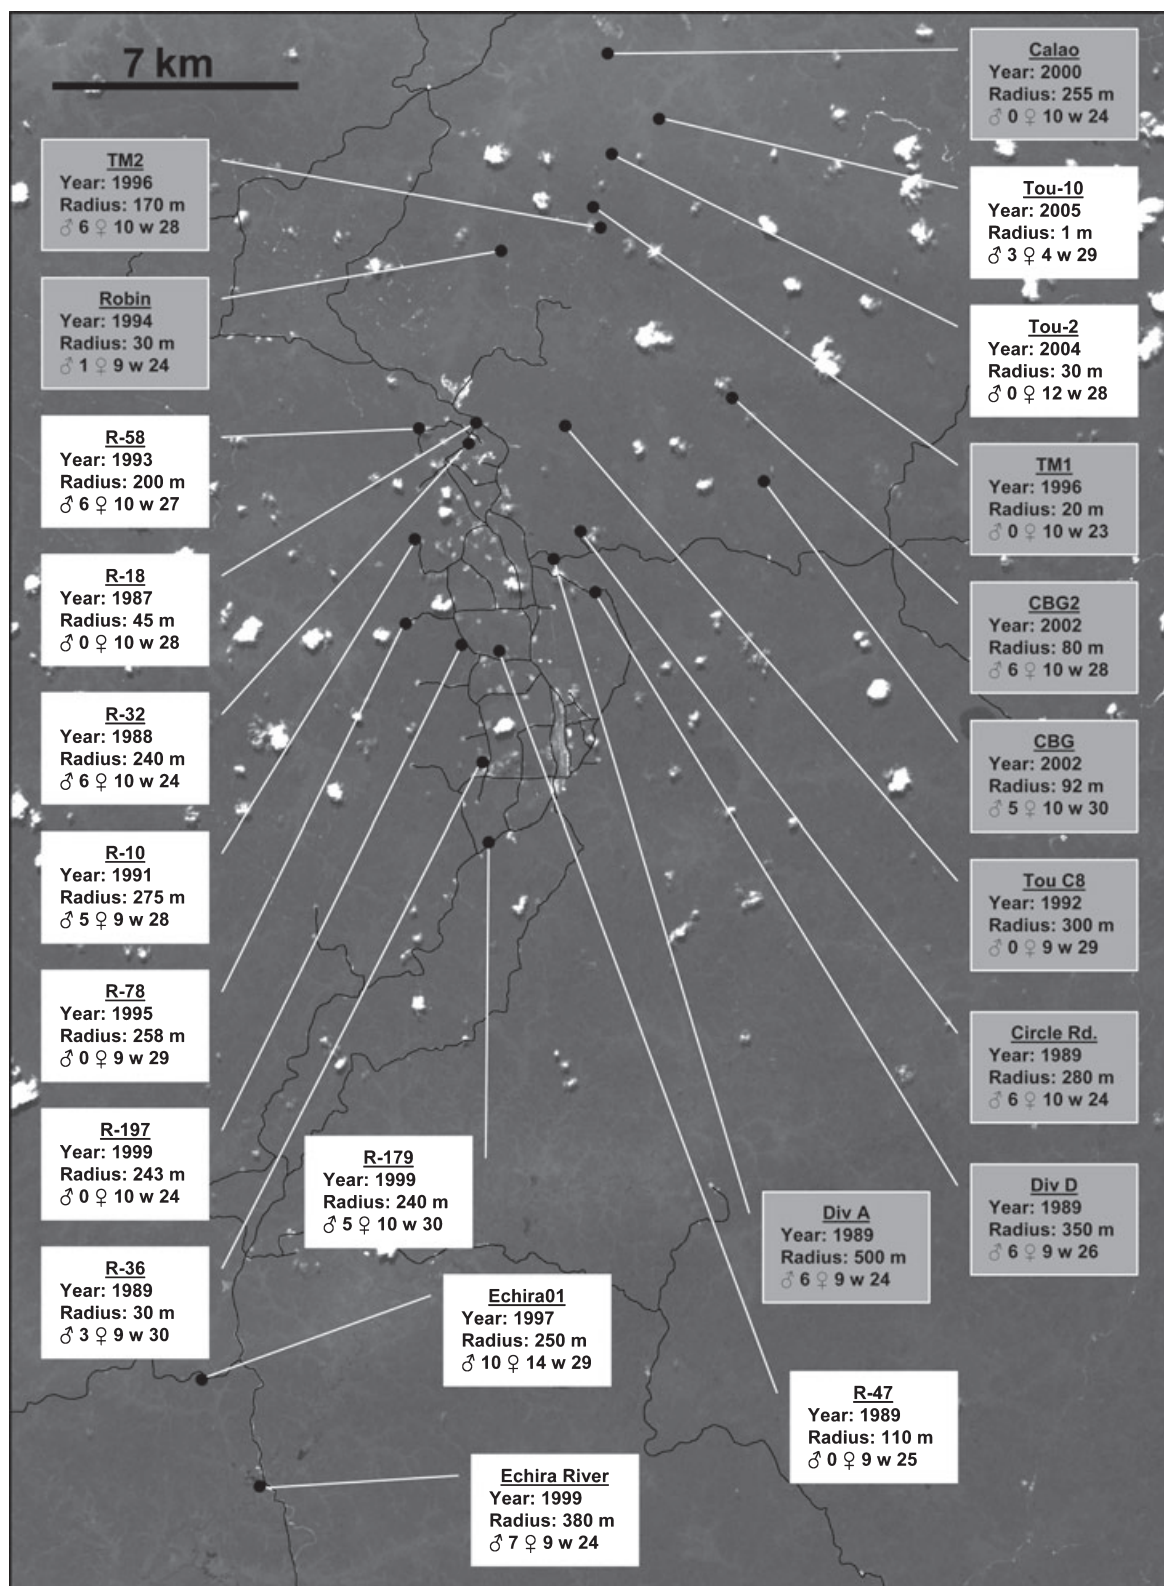 7 km
Calao
Year: 2000
Radius: 255 m
♂ 0 ♀ 10 w 24
TM2
Year: 1996
Radius: 170 m
♂ 6 ♀ 10 w 28
Tou-10
Year: 2005
Radius: 1 m
♂ 3 ♀ 4 w 29
Robin
Year: 1994
Radius: 30 m
♂ 1 ♀ 9 w 24
Tou-2
Year: 2004
Radius: 30 m
♂ 0 ♀ 12 w 28
R-58
Year: 1993
Radius: 200 m
♂ 6 ♀ 10 w 27
TM1
Year: 1996
Radius: 20 m
♂ 0 ♀ 10 w 23
R-18
Year: 1987
Radius: 45 m
♂ 0 ♀ 10 w 28
CBG2
Year: 2002
Radius: 80 m
♂ 6 ♀ 10 w 28
R-32
Year: 1988
Radius: 240 m
♂ 6 ♀ 10 w 24
CBG
Year: 2002
Radius: 92 m
♂ 5 ♀ 10 w 30
R-10
Year: 1991
Radius: 275 m
♂ 5 ♀ 9 w 28
Tou C8
Year: 1992
Radius: 300 m
♂ 0 ♀ 9 w 29
R-78
Year: 1995
Radius: 258 m
♂ 0 ♀ 9 w 29
Circle Rd.
Year: 1989
Radius: 280 m
♂ 6 ♀ 10 w 24
R-197
Year: 1999
Radius: 243 m
♂ 0 ♀ 10 w 24
R-179
Year: 1999
Radius: 240 m
♂ 5 ♀ 10 w 30
Div A
Year: 1989
Radius: 500 m
♂ 6 ♀ 9 w 24
Div D
Year: 1989
Radius: 350 m
♂ 6 ♀ 9 w 26
R-36
Year: 1989
Radius: 30 m
♂ 3 ♀ 9 w 30
Echira01
Year: 1997
Radius: 250 m
♂ 10 ♀ 14 w 29
R-47
Year: 1989
Radius: 110 m
♂ 0 ♀ 9 w 25
Echira River
Year: 1999
Radius: 380 m
♂ 7 ♀ 9 w 24